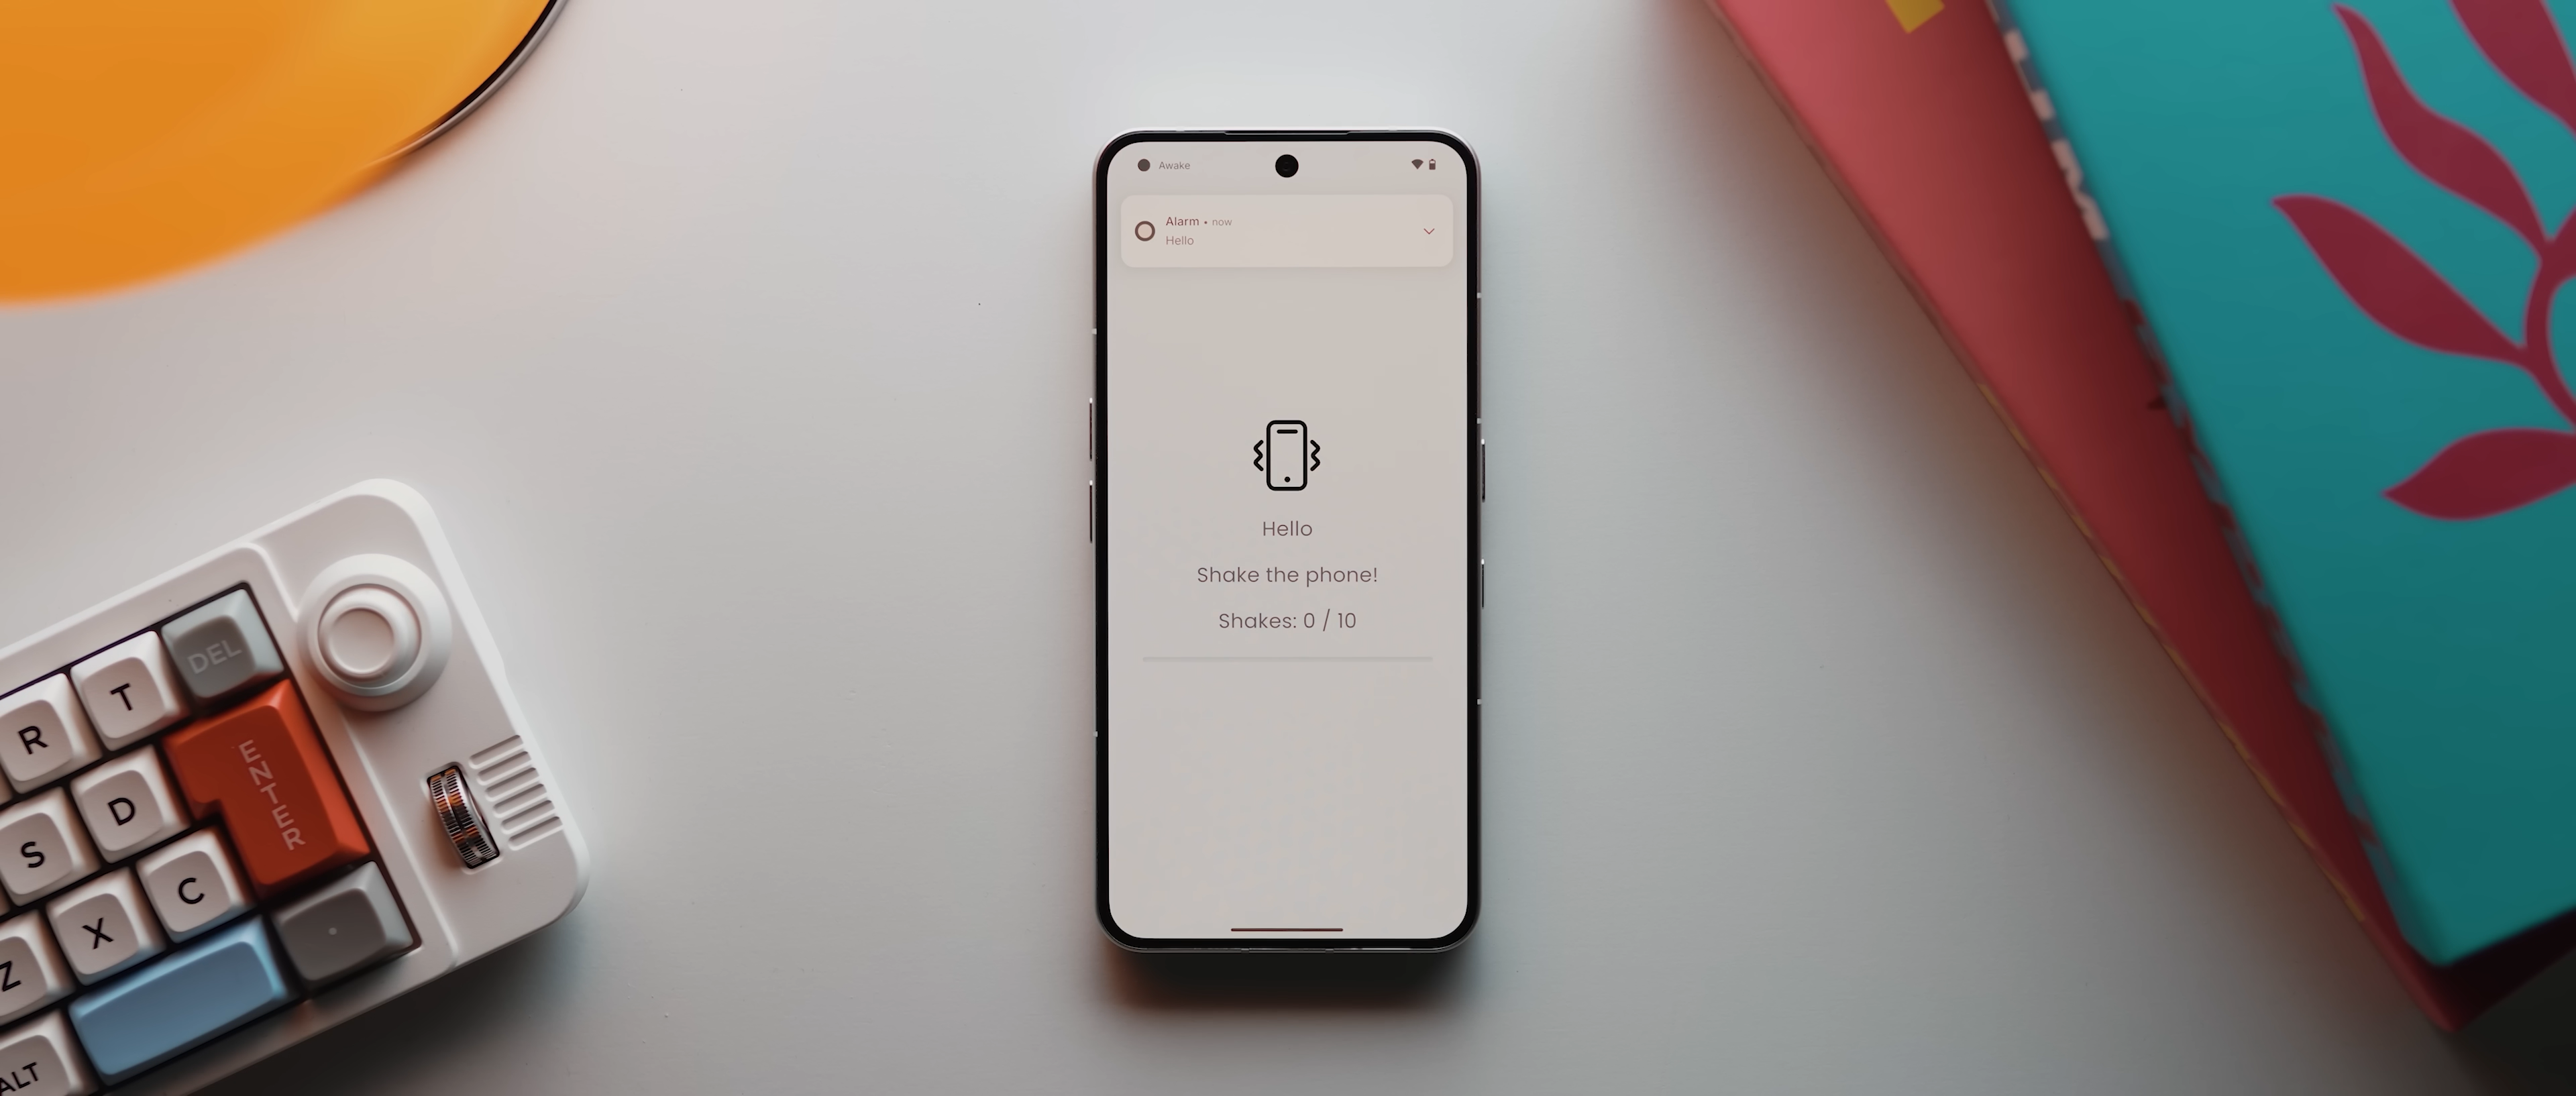 Awake
Alarm • now
Hello
Hello
Shake the phone!
Shakes: 0 / 10
DEL
R T
ENTER
S D
Z X C
ALT